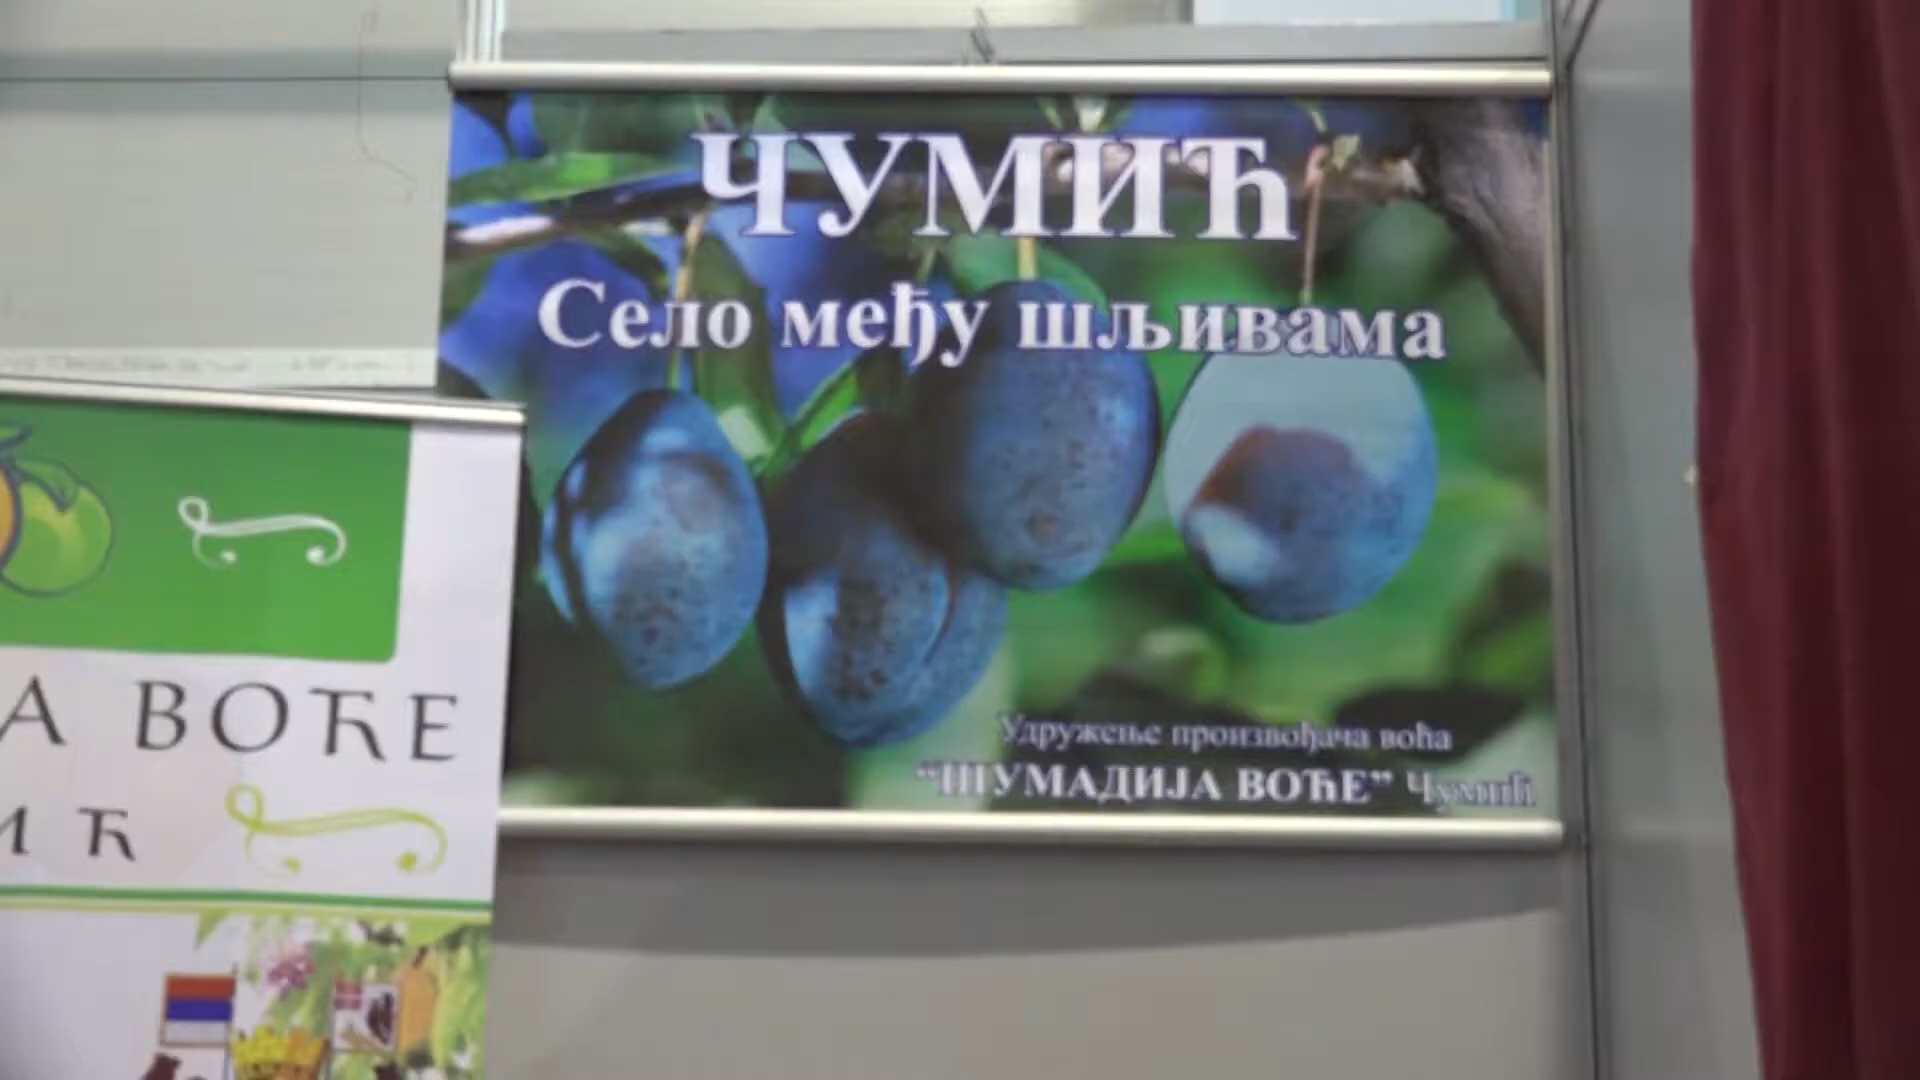 ЧУМИЋ
Село међу шљивама
Удружење произвођача воћа
“ШУМАДИЈА ВОЋЕ” Чумић
А ВОЋЕ
ИЋ